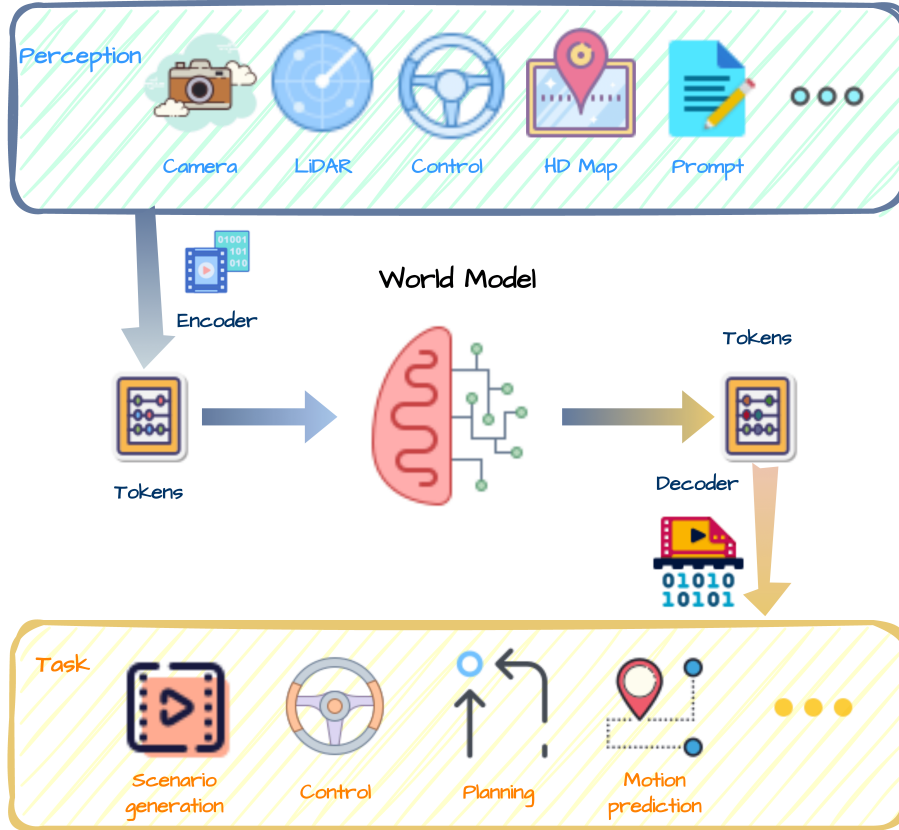 Perception
Camera
LiDAR
Control
HD Map
Prompt
01001
101
010
World Model
Encoder
Tokens
Tokens
Decoder
01010
10101
Task
Scenario
generation
Control
Planning
Motion
prediction